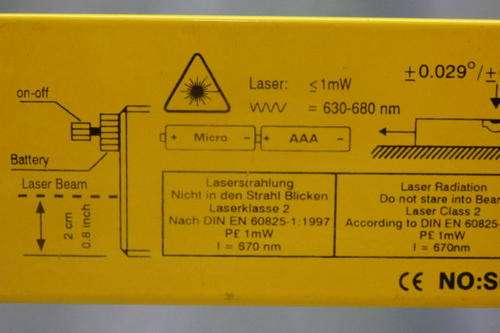 on-off
Battery
Laser Beam
2 cm
0.8 inch
Laser: ≤1mW
= 630-680 nm
±0.029°/±
+ Micro - + AAA -
Laserstrahlung
Nicht in den Strahl Blicken
Laserklasse 2
Nach DIN EN 60825-1:1997
P£ 1mW
l = 670 nm
Laser Radiation
Do not stare into Beam
Laser Class 2
According to DIN EN 60825-
P£ 1mW
l = 670nm
CE NO:S